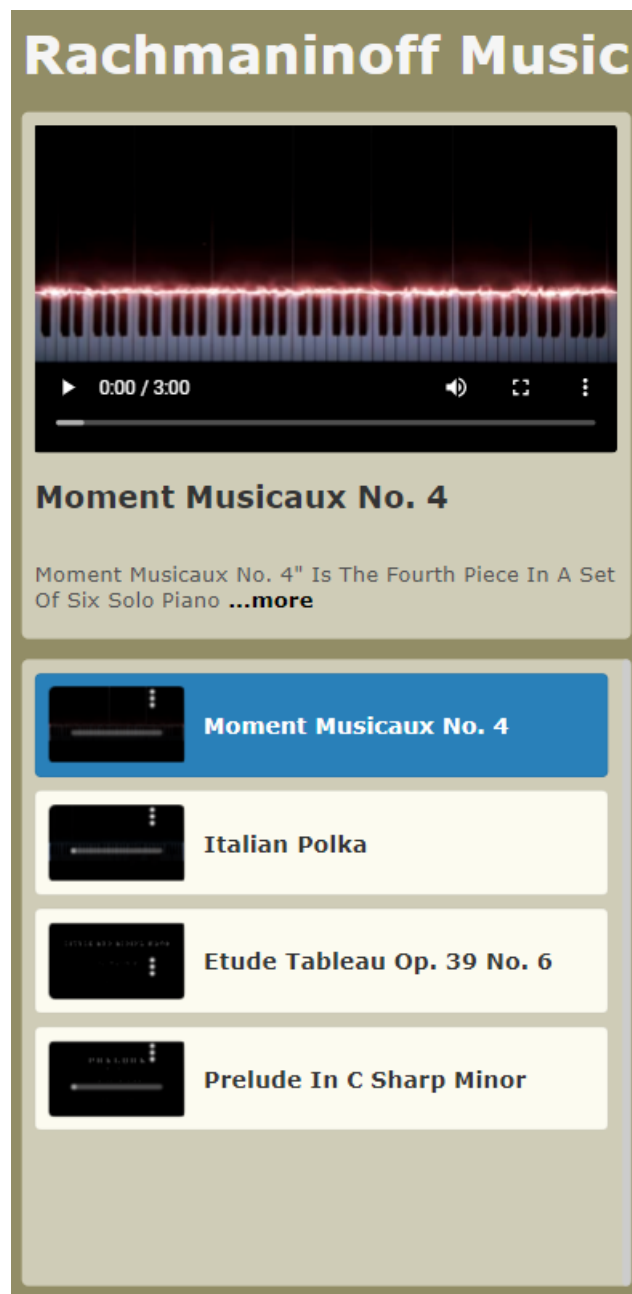 Rachmaninoff Music
0:00 / 3:00
Moment Musicaux No. 4
Moment Musicaux No. 4" Is The Fourth Piece In A Set
Of Six Solo Piano ...more
Moment Musicaux No. 4
Italian Polka
Etude Tableau Op. 39 No. 6
PRELUDE
Prelude In C Sharp Minor